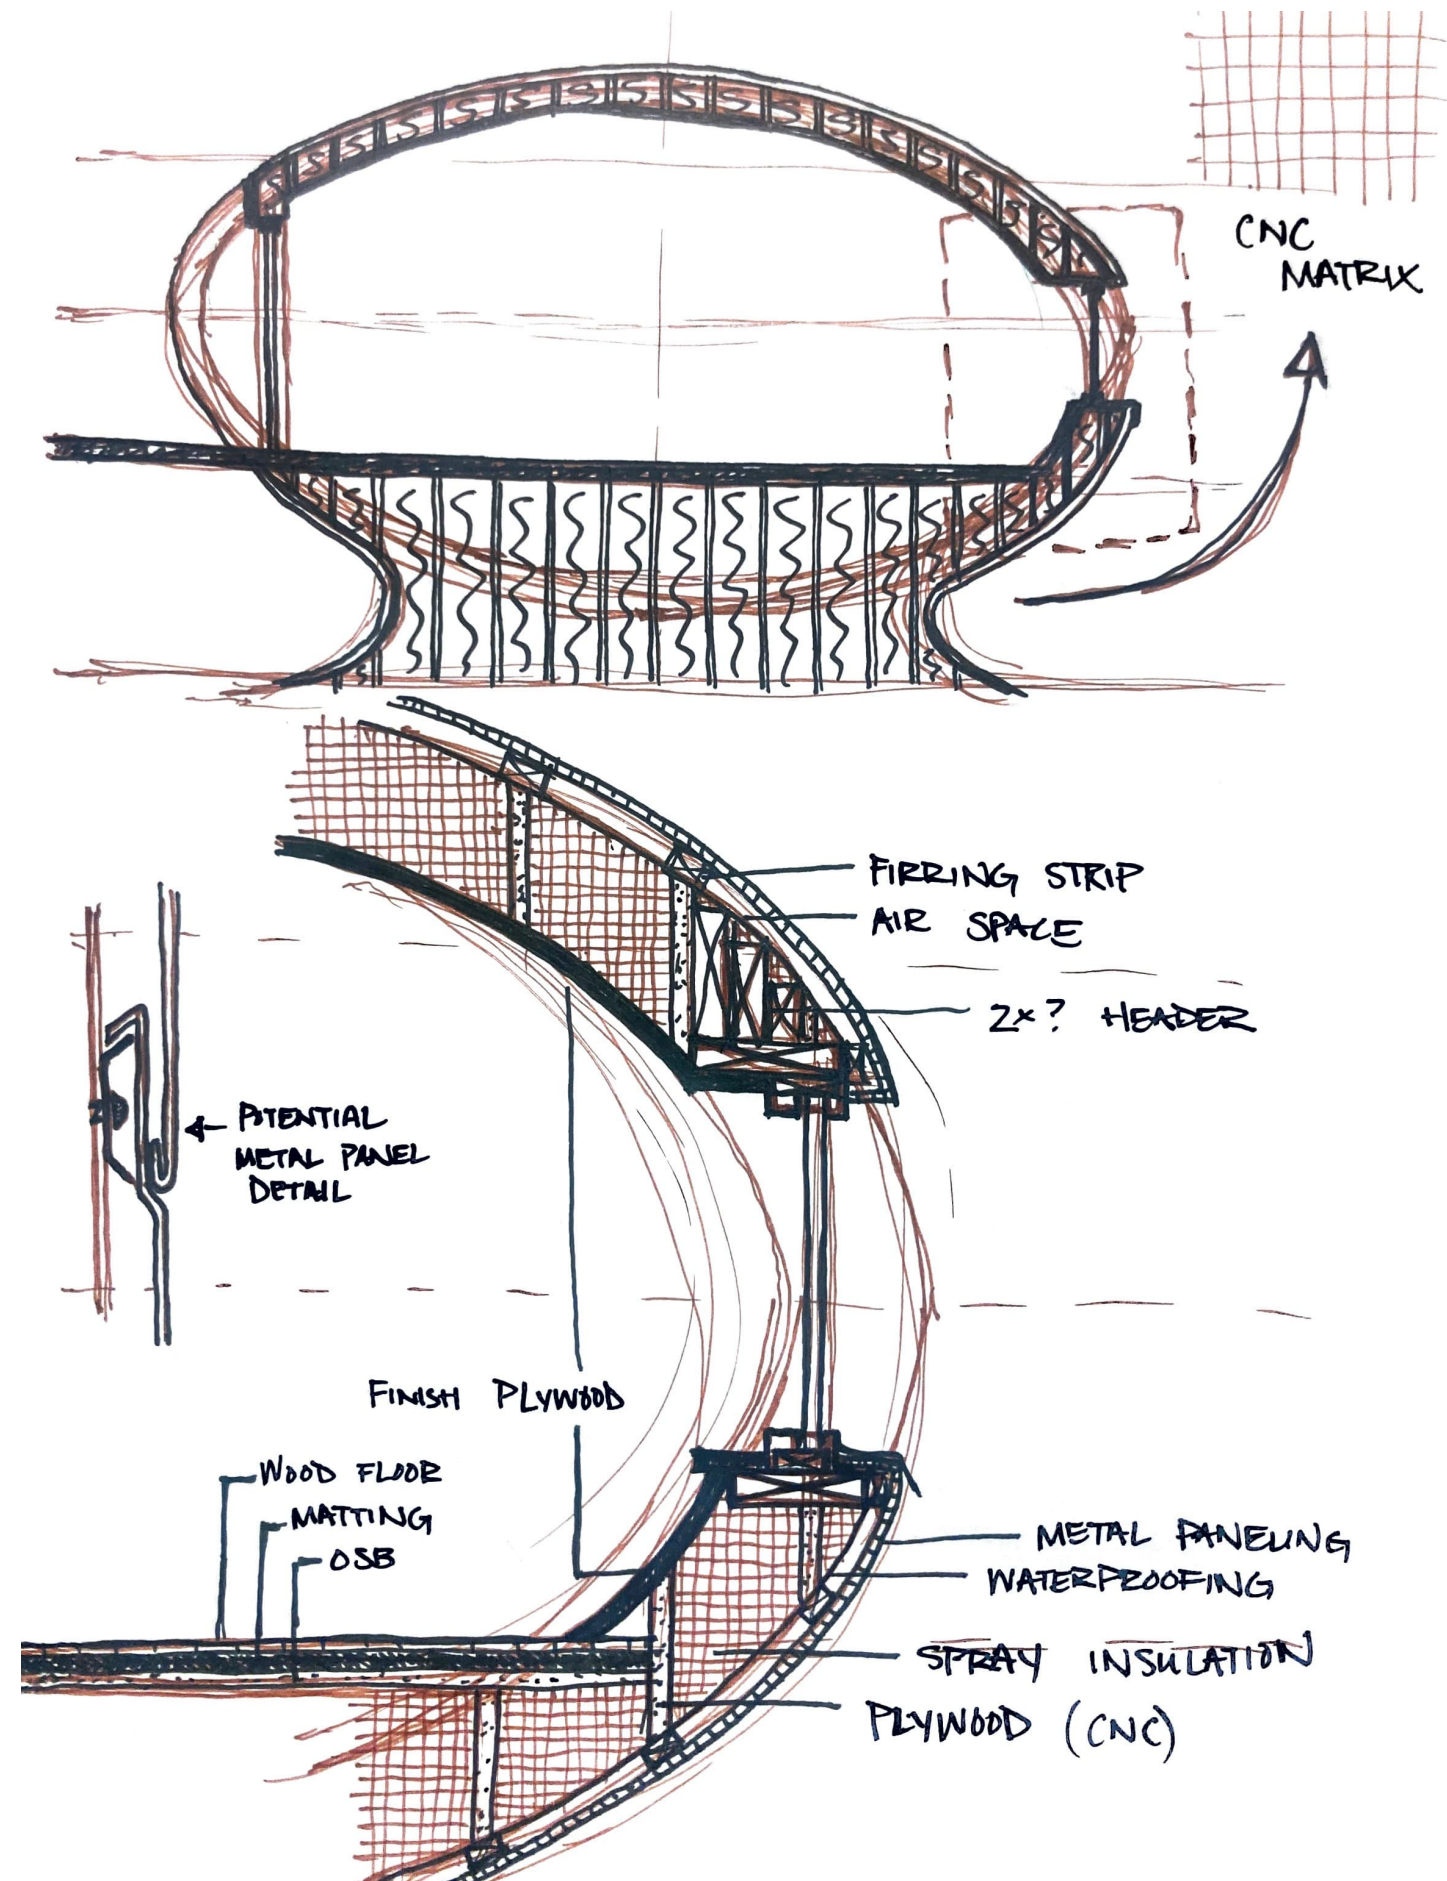 CNC
MATRIX
FIRRING STRIP
AIR SPACE
2x? HEADER
POTENTIAL
METAL PANEL
DETAIL
FINISH PLYWOOD
WOOD FLOOR
MATTING
OSB
METAL PANELING
WATERPROOFING
SPRAY INSULATION
PLYWOOD (CNC)